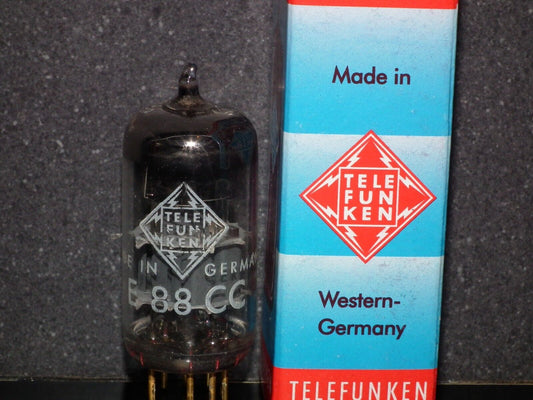 TELE
FUN
KEN
E IN GERMA
E 88 CC
Made in
TELE
FUN
KEN
Western-
Germany
TELEFUNKEN